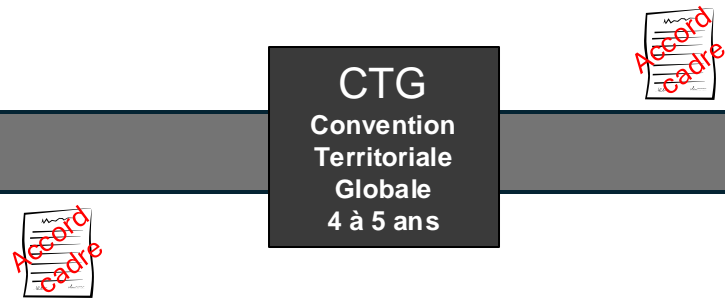 Accord
cadre
CTG
Convention
Territoriale
Globale
4 à 5 ans
Accord
cadre